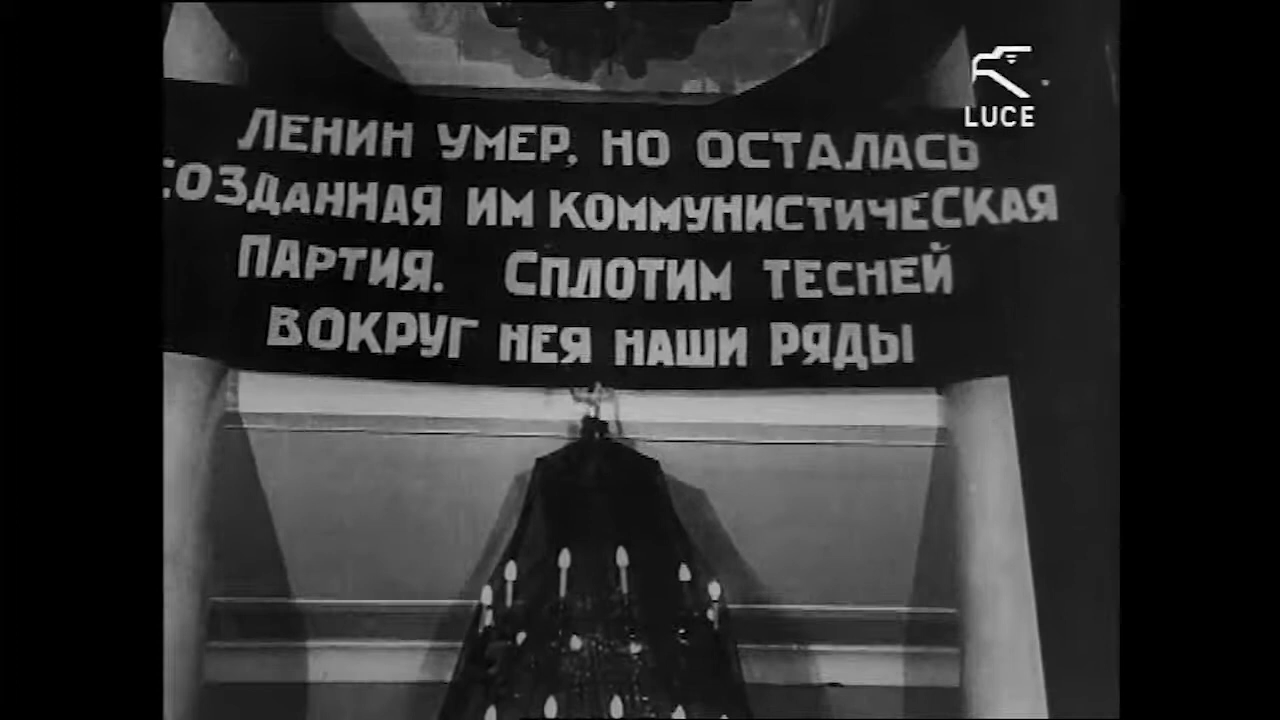 LUCE
ЛЕНИН УМЕР, НО ОСТАЛАСЬ
СОЗДАННАЯ ИМ КОММУНИСТИЧЕСКАЯ
ПАРТИЯ. СПЛОТИМ ТЕСНЕЙ
ВОКРУГ НЕЯ НАШИ РЯДЫ